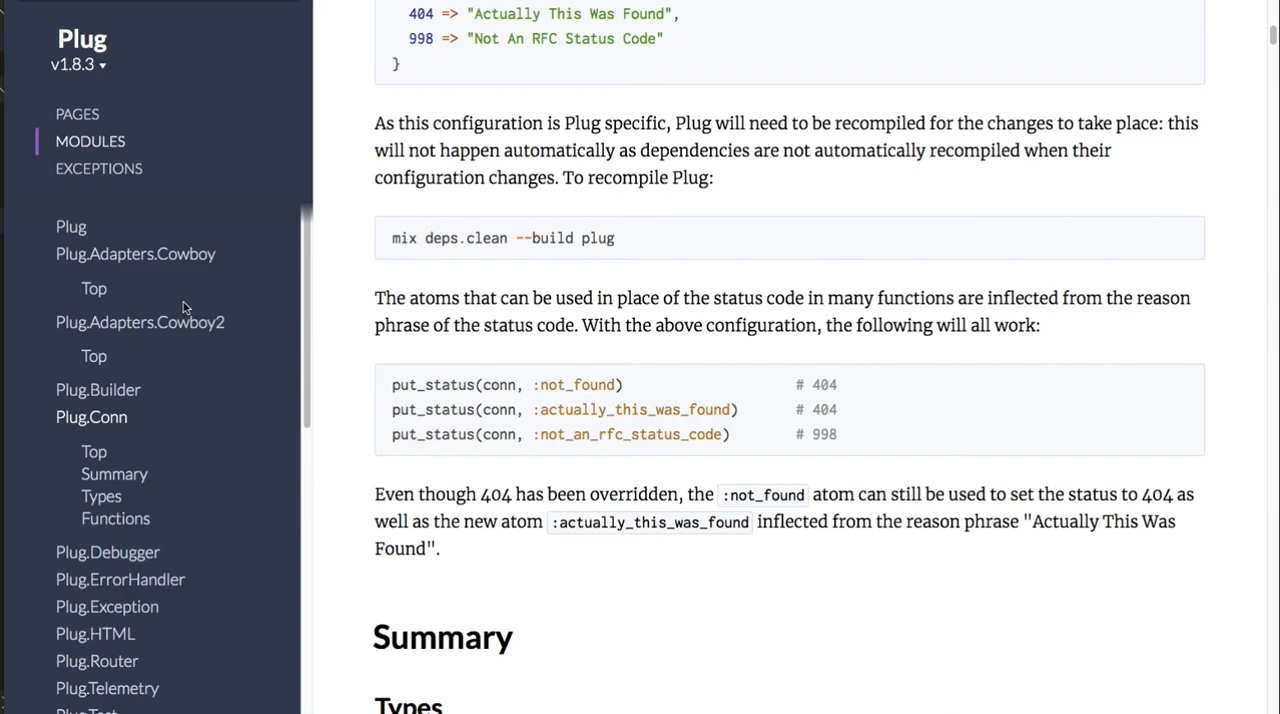 Plug
v1.8.3
PAGES
MODULES
EXCEPTIONS
Plug
Plug.Adapters.Cowboy
Top
Plug.Adapters.Cowboy2
Top
Plug.Builder
Plug.Conn
Top
Summary
Types
Functions
Plug.Debugger
Plug.ErrorHandler
Plug.Exception
Plug.HTML
Plug.Router
Plug.Telemetry
Plug.Test
404 => "Actually This Was Found",
998 => "Not An RFC Status Code"
}
As this configuration is Plug specific, Plug will need to be recompiled for the changes to take place: this
will not happen automatically as dependencies are not automatically recompiled when their
configuration changes. To recompile Plug:
mix deps.clean --build plug
The atoms that can be used in place of the status code in many functions are inflected from the reason
phrase of the status code. With the above configuration, the following will all work:
put_status(conn, :not_found) # 404
put_status(conn, :actually_this_was_found) # 404
put_status(conn, :not_an_rfc_status_code) # 998
Even though 404 has been overridden, the :not_found atom can still be used to set the status to 404 as
well as the new atom :actually_this_was_found inflected from the reason phrase "Actually This Was
Found".
Summary
Types